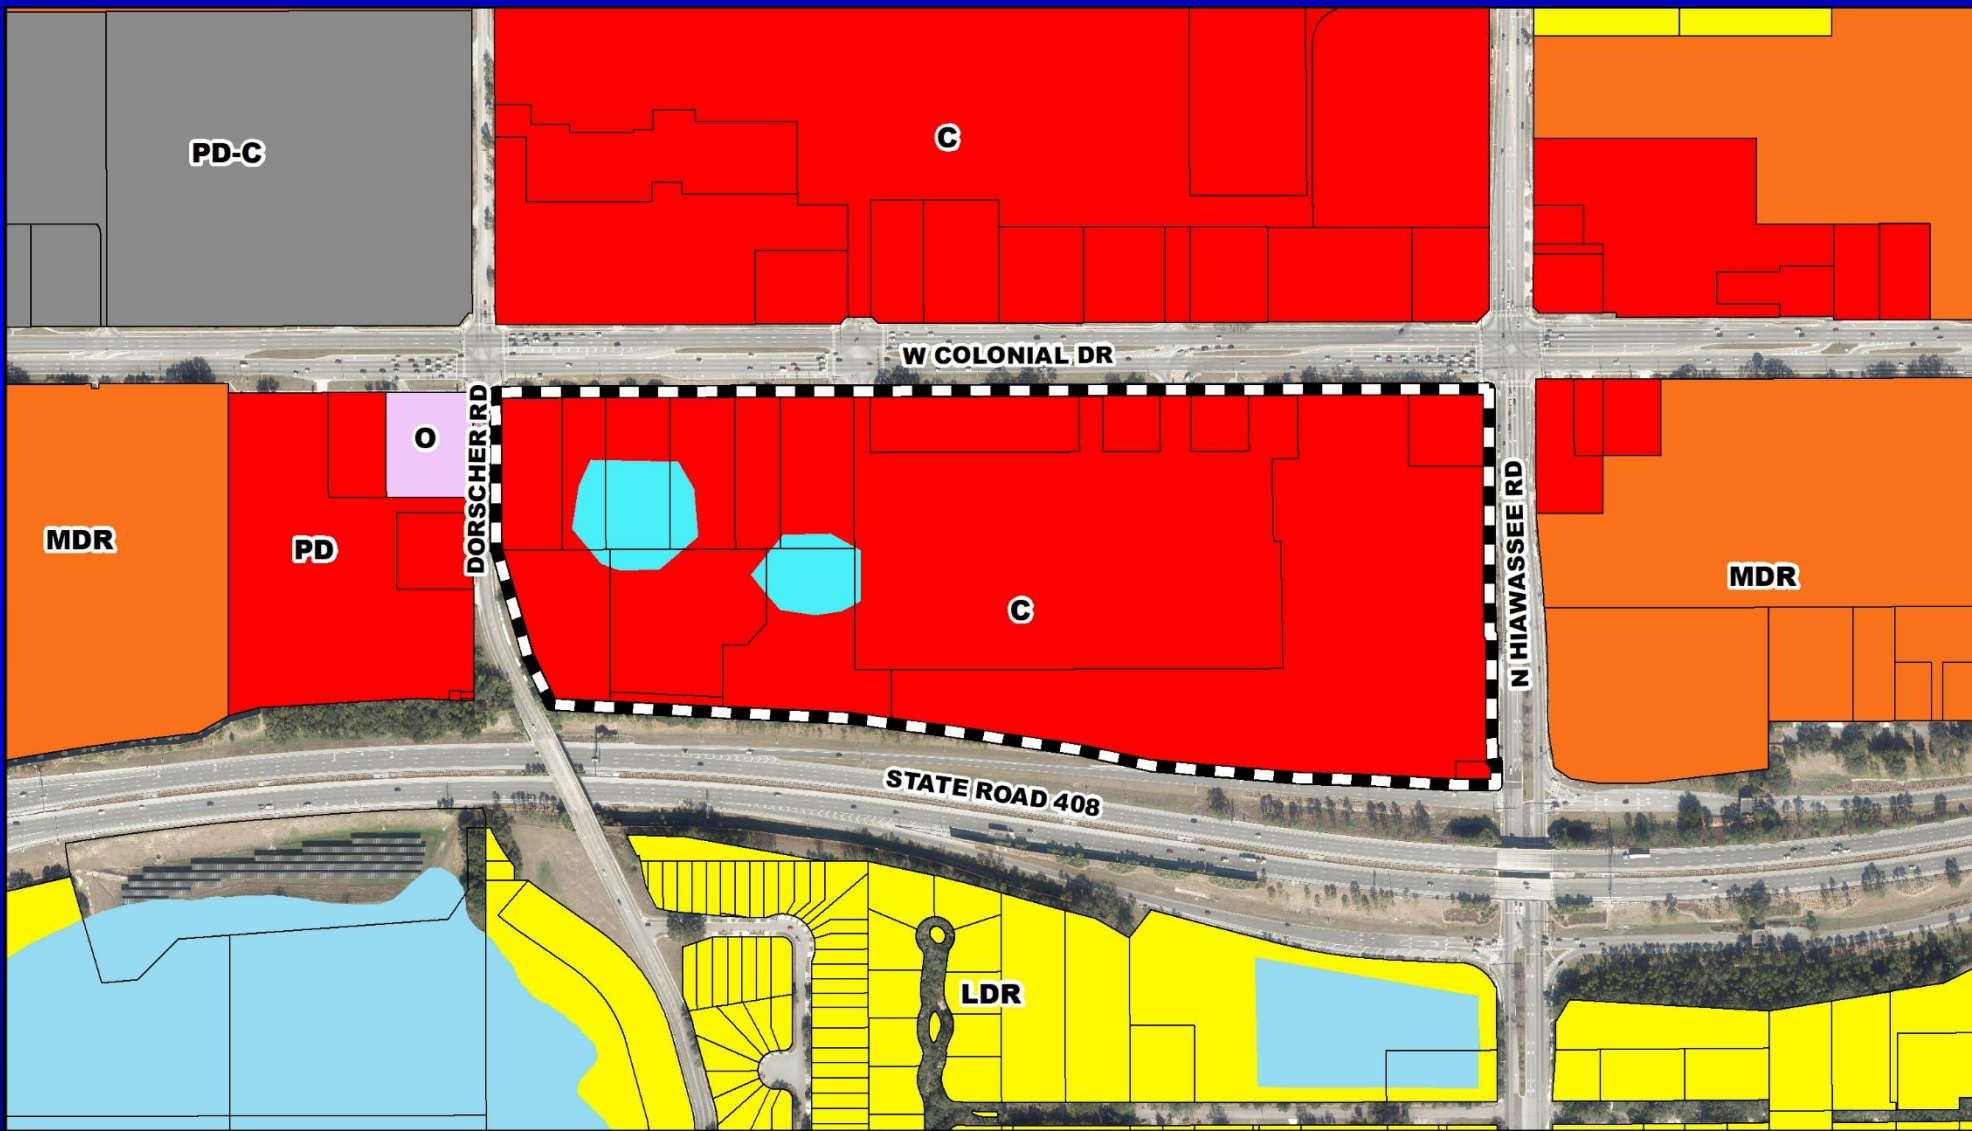 PD-C
C
W COLONIAL DR
O
DORSCHER RD
MDR
PD
C
N HIAWASSEE RD
MDR
STATE ROAD 408
LDR